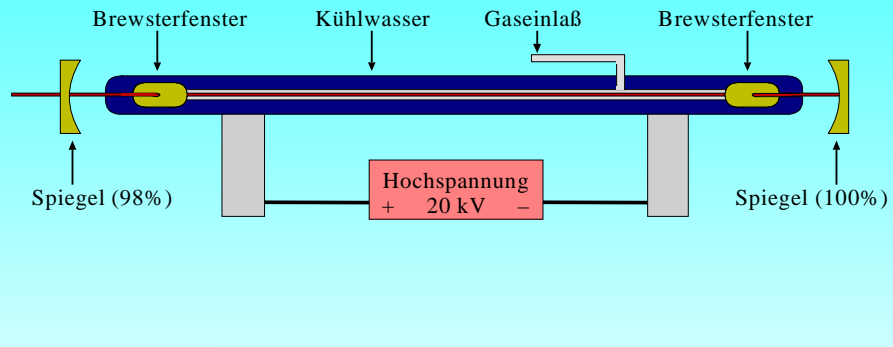 Brewsterfenster
Kühlwasser
Gaseinlaß
Brewsterfenster
Spiegel (98%)
Hochspannung
+ 20 kV –
Spiegel (100%)